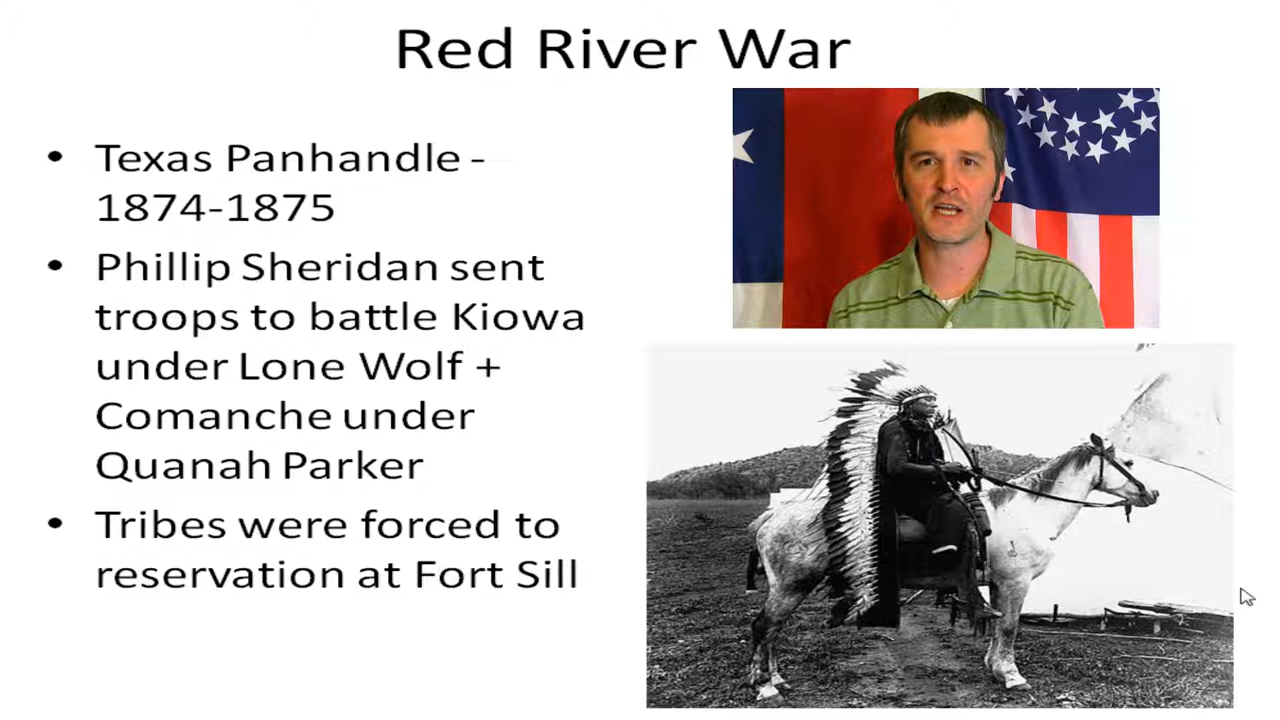 Red River War
• Texas Panhandle -
1874-1875
• Phillip Sheridan sent
troops to battle Kiowa
under Lone Wolf +
Comanche under
Quanah Parker
• Tribes were forced to
reservation at Fort Sill